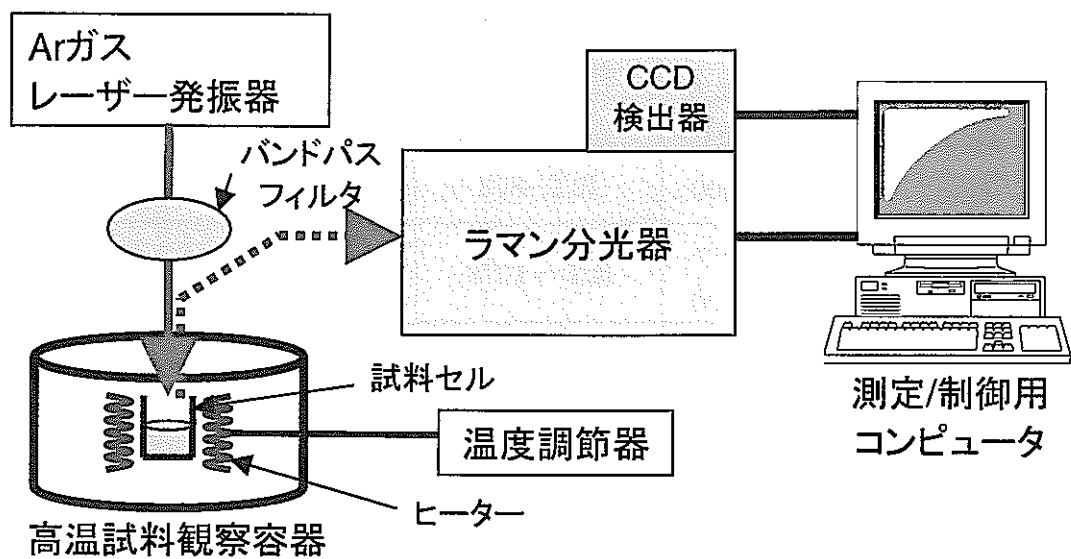 Arガス
レーザー発振器
バンドパス
フィルタ
CCD
検出器
ラマン分光器
試料セル
温度調節器
ヒーター
高温試料観察容器
測定/制御用
コンピュータ